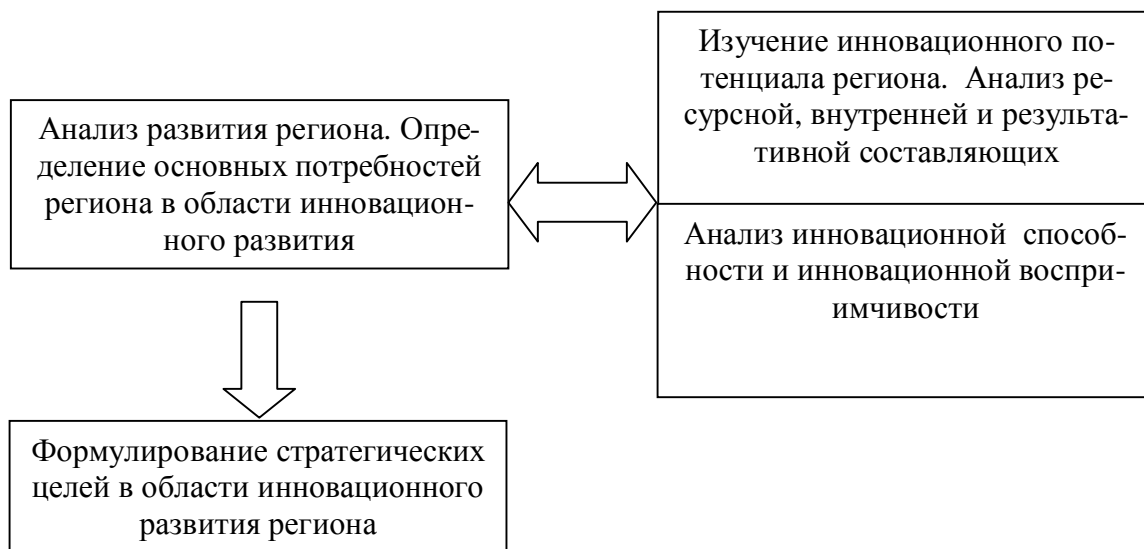 Анализ развития региона. Опре-
деление основных потребностей
региона в области инновацион-
ного развития
Изучение инновационного по-
тенциала региона.  Анализ ре-
сурсной, внутренней и результа-
тивной составляющих
Анализ инновационной  способ-
ности и инновационной воспри-
имчивости
Формулирование стратегических
целей в области инновационного
развития региона